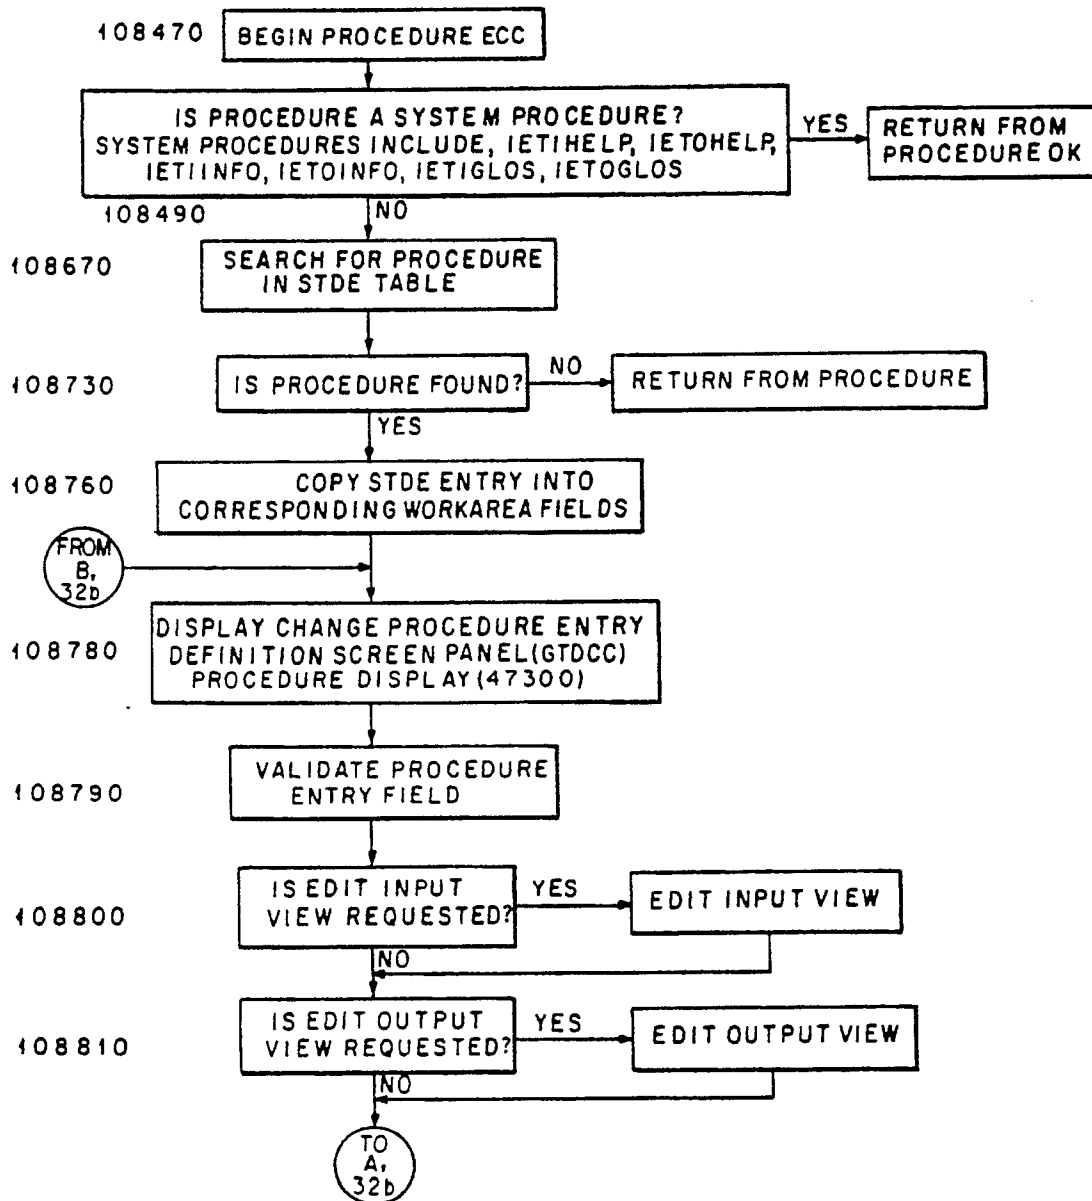 108470
BEGIN PROCEDURE ECC
IS PROCEDURE A SYSTEM PROCEDURE?
SYSTEM PROCEDURES INCLUDE, IETIHELP, IETOHELP,
IETIINFO, IETOINFO, IETIGLOS, IETOGLOS
YES
RETURN FROM
PROCEDURE OK
108490
NO
108670
SEARCH FOR PROCEDURE
IN STDE TABLE
108730
IS PROCEDURE FOUND?
NO
RETURN FROM PROCEDURE
YES
108760
COPY STDE ENTRY INTO
CORRESPONDING WORKAREA FIELDS
FROM
B,
32b
108780
DISPLAY CHANGE PROCEDURE ENTRY
DEFINITION SCREEN PANEL(GTDCC)
PROCEDURE DISPLAY(47300)
108790
VALIDATE PROCEDURE
ENTRY FIELD
108800
IS EDIT INPUT
VIEW REQUESTED?
YES
EDIT INPUT VIEW
NO
108810
IS EDIT OUTPUT
VIEW REQUESTED?
YES
EDIT OUTPUT VIEW
NO
TO
A,
32b